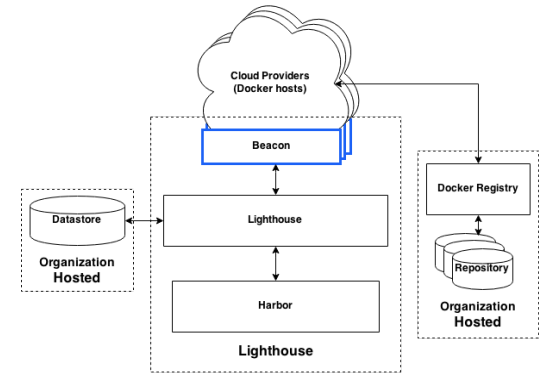 Cloud Providers
(Docker hosts)
Beacon
Docker Registry
Datastore
Lighthouse
Organization
Hosted
Repository
Harbor
Organization
Hosted
Lighthouse